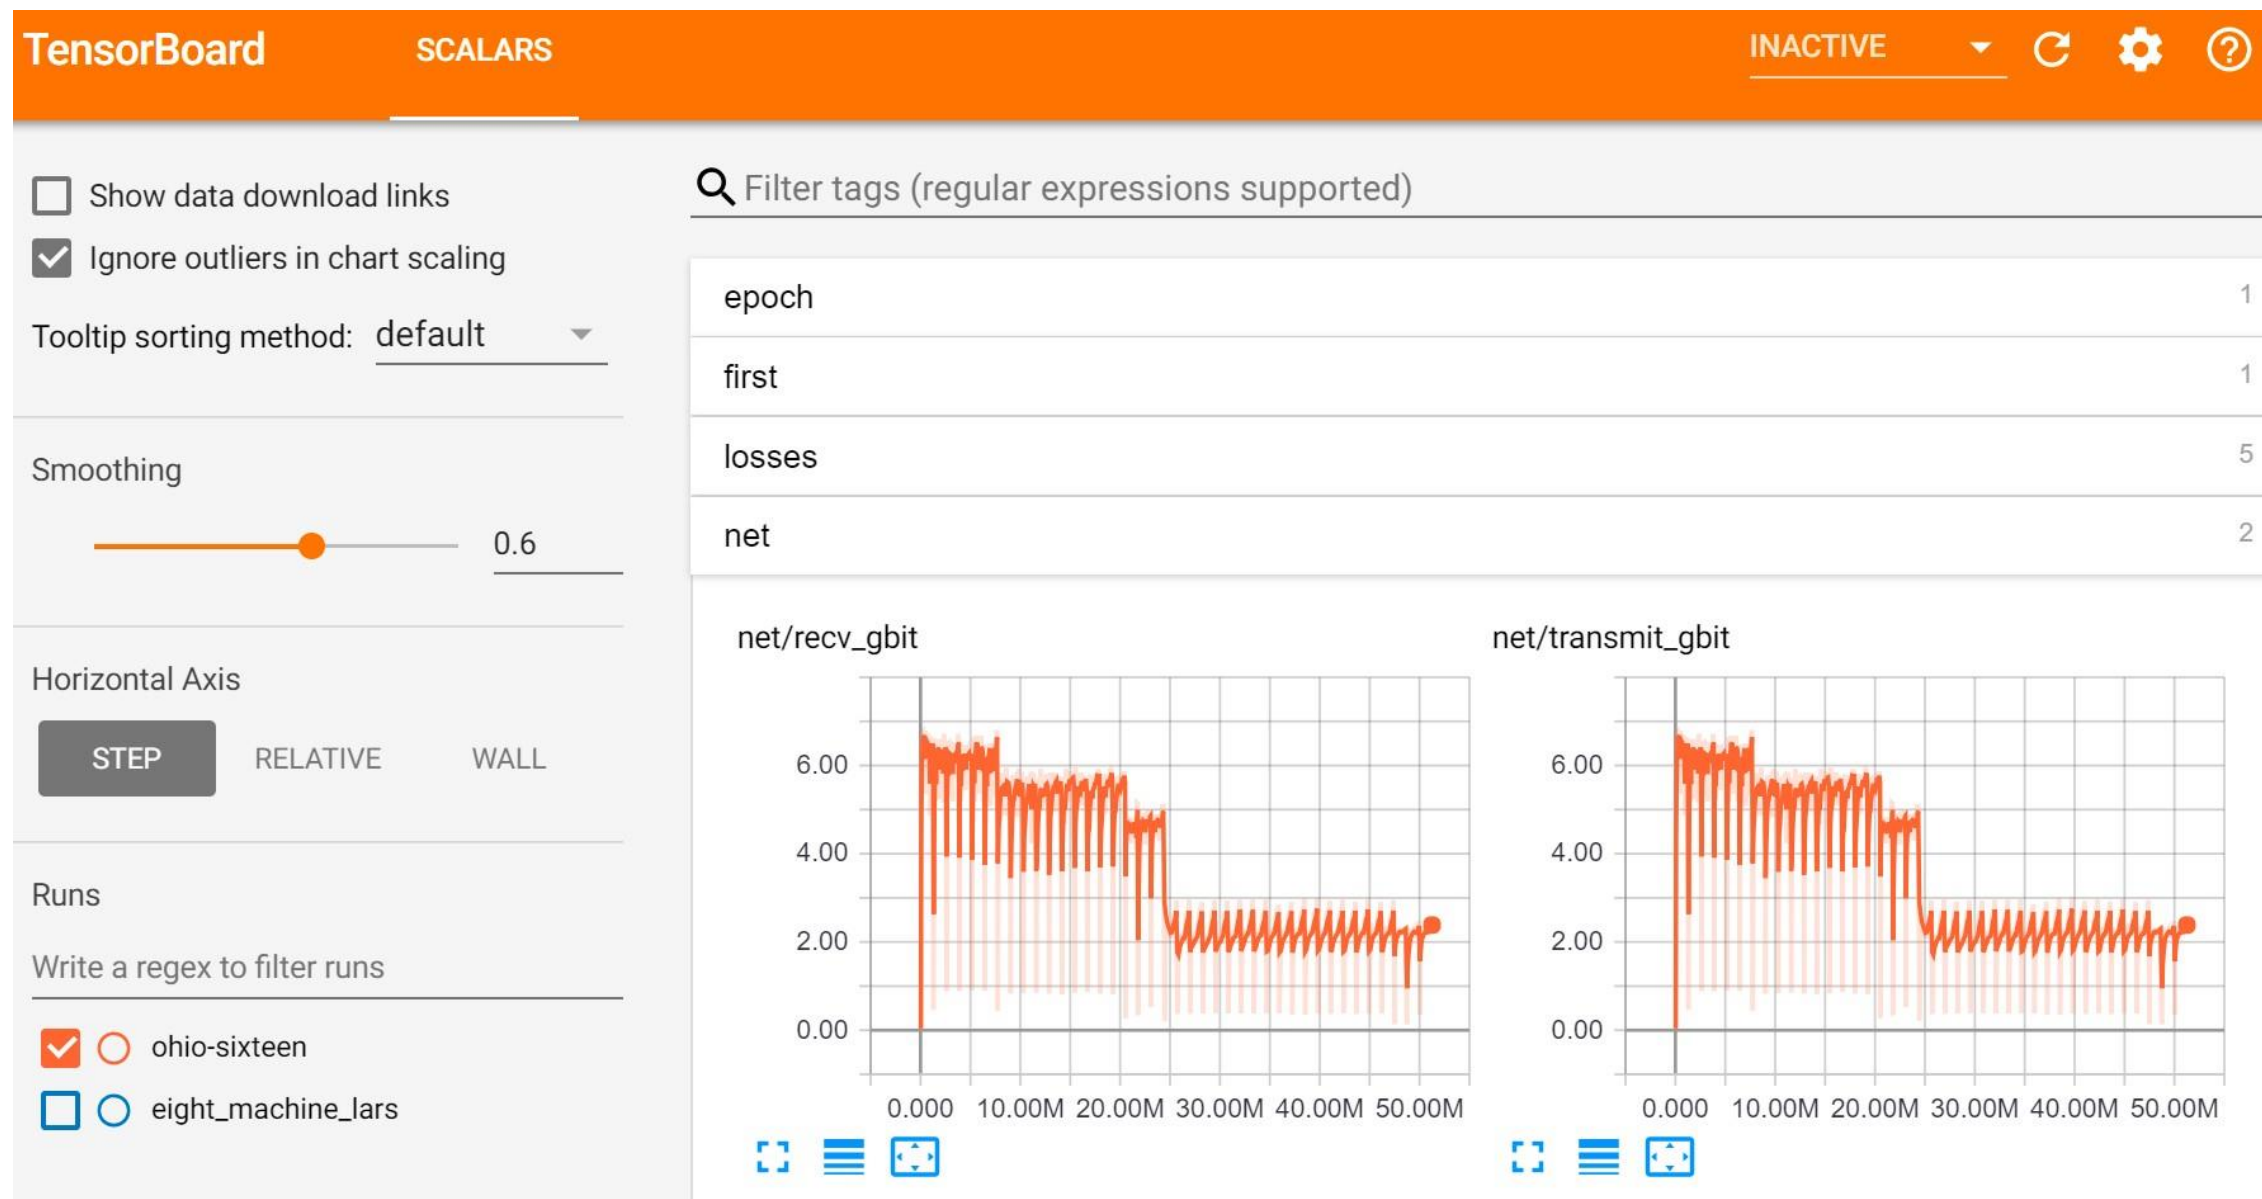 TensorBoard SCALARS INACTIVE
Show data download links
Ignore outliers in chart scaling
Tooltip sorting method: default
Smoothing
0.6
Horizontal Axis
STEP RELATIVE WALL
Runs
Write a regex to filter runs
ohio-sixteen
eight_machine_lars
Filter tags (regular expressions supported)
epoch 1
first 1
losses 5
net 2
net/recv_gbit
6.00
4.00
2.00
0.00
0.000 10.00M 20.00M 30.00M 40.00M 50.00M
net/transmit_gbit
6.00
4.00
2.00
0.00
0.000 10.00M 20.00M 30.00M 40.00M 50.00M